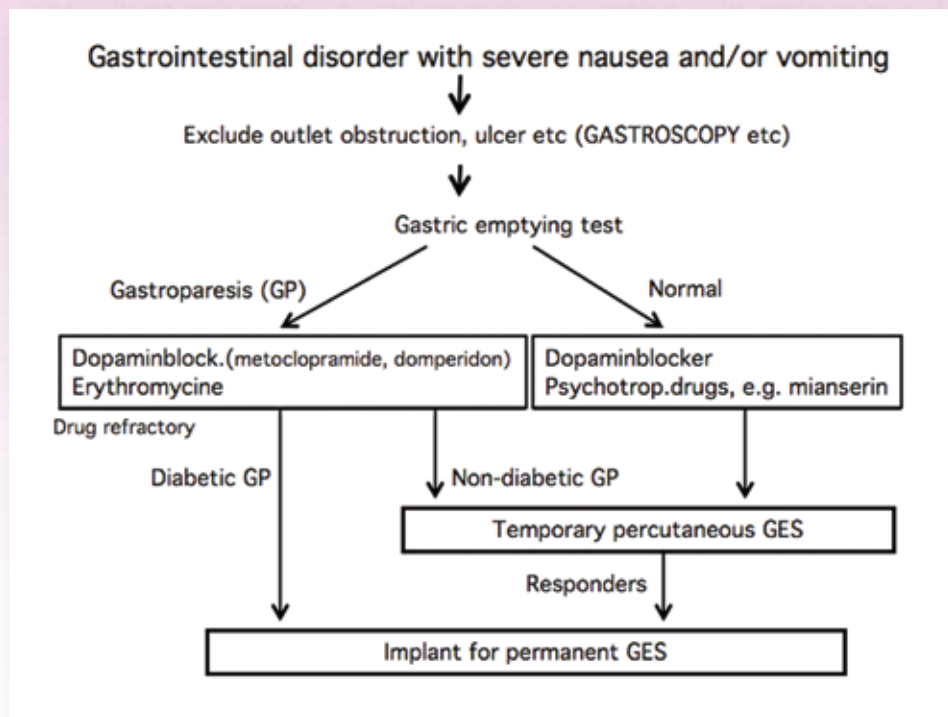 Gastrointestinal disorder with severe nausea and/or vomiting
Exclude outlet obstruction, ulcer etc (GASTROSCOPY etc)
Gastric emptying test
Gastroparesis (GP)
Normal
Dopaminblock.(metoclopramide, domperidon)
Erythromycine
Dopaminblocker
Psychotrop.drugs, e.g. mianserin
Drug refractory
Diabetic GP
Non-diabetic GP
Temporary percutaneous GES
Responders
Implant for permanent GES